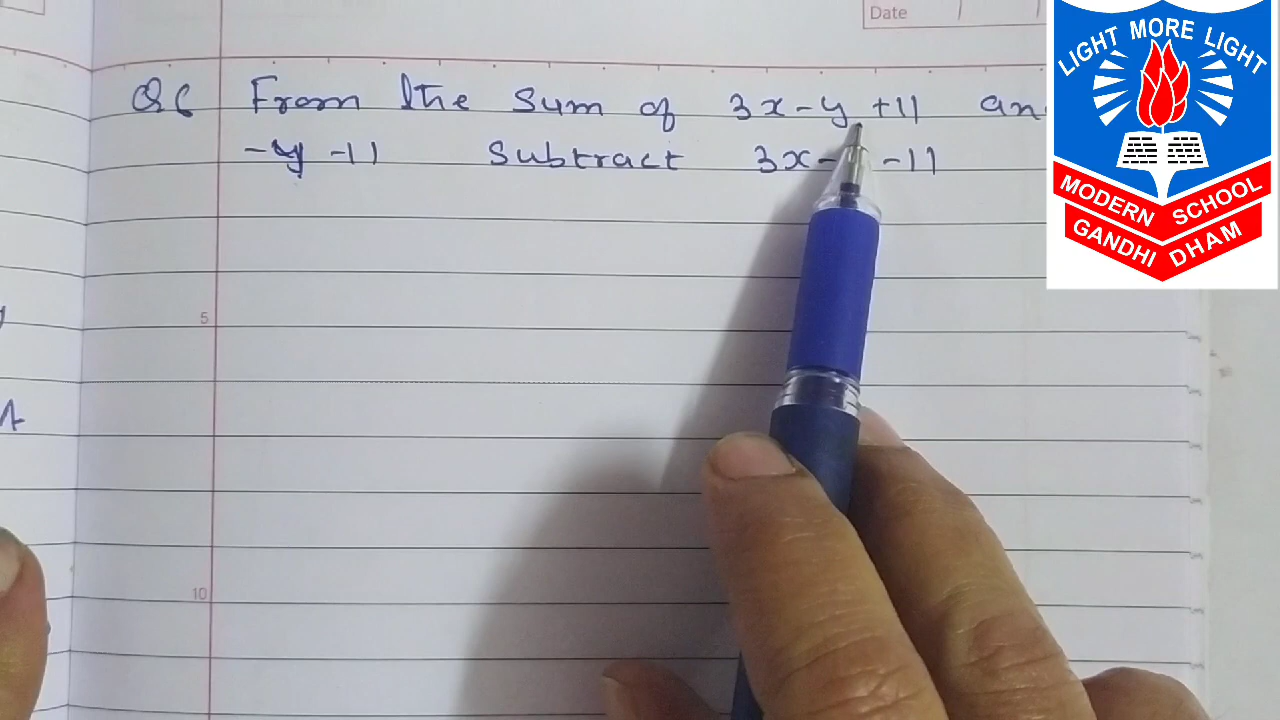 Date
Q6 From the Sum of 3x-y+11 an
-y-11 Subtract 3x- -11
5
10
LIGHT MORE LIGHT
MODERN SCHOOL
GANDHI DHAM